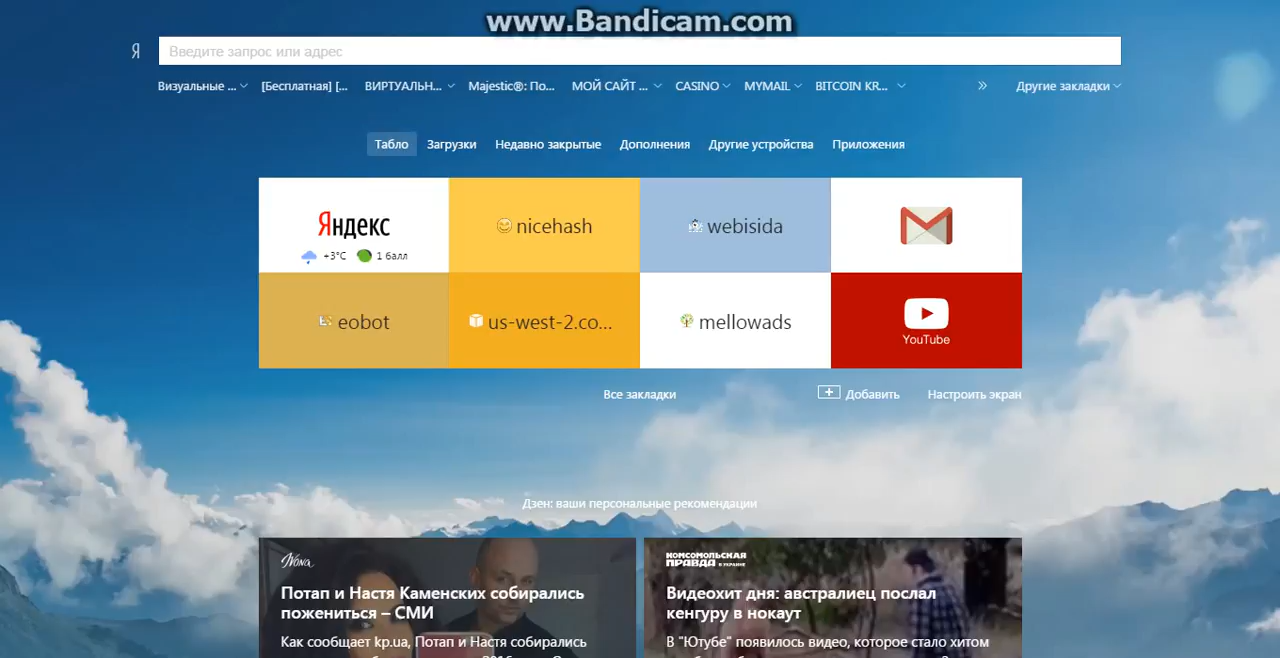 www.Bandicam.com
Я Введите запрос или адрес
Визуальные ... [Бесплатная] [... ВИРТУАЛЬН... Majestic®: По... МОЙ САЙТ ... CASINO MYMAIL BITCOIN KR... » Другие закладки
Табло Загрузки Недавно закрытые Дополнения Другие устройства Приложения
Яндекс nicehash webisida
+3°C 1 балл
eobot us-west-2.co... mellowads YouTube
Все закладки Добавить Настроить экран
Дзен: ваши персональные рекомендации
Ивона
Потап и Настя Каменских собирались
пожениться – СМИ
Как сообщает kp.ua, Потап и Настя собирались
КОМСОМОЛЬСКАЯ
ПРАВДА В УКРАИНЕ
Видеохит дня: австралиец послал
кенгуру в нокаут
В "Ютубе" появилось видео, которое стало хитом